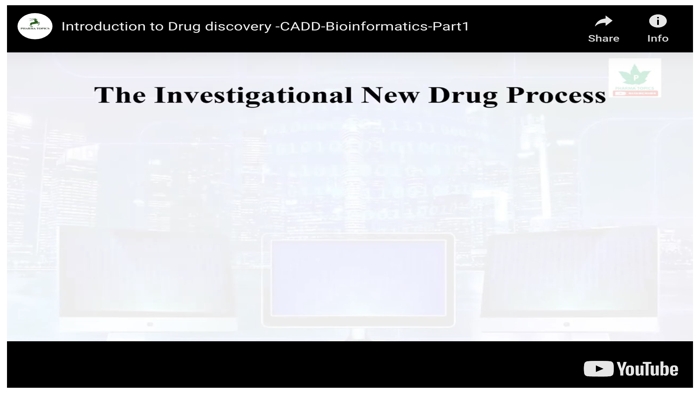 Introduction to Drug discovery -CADD-Bioinformatics-Part1
Share
Info
The Investigational New Drug Process
YouTube